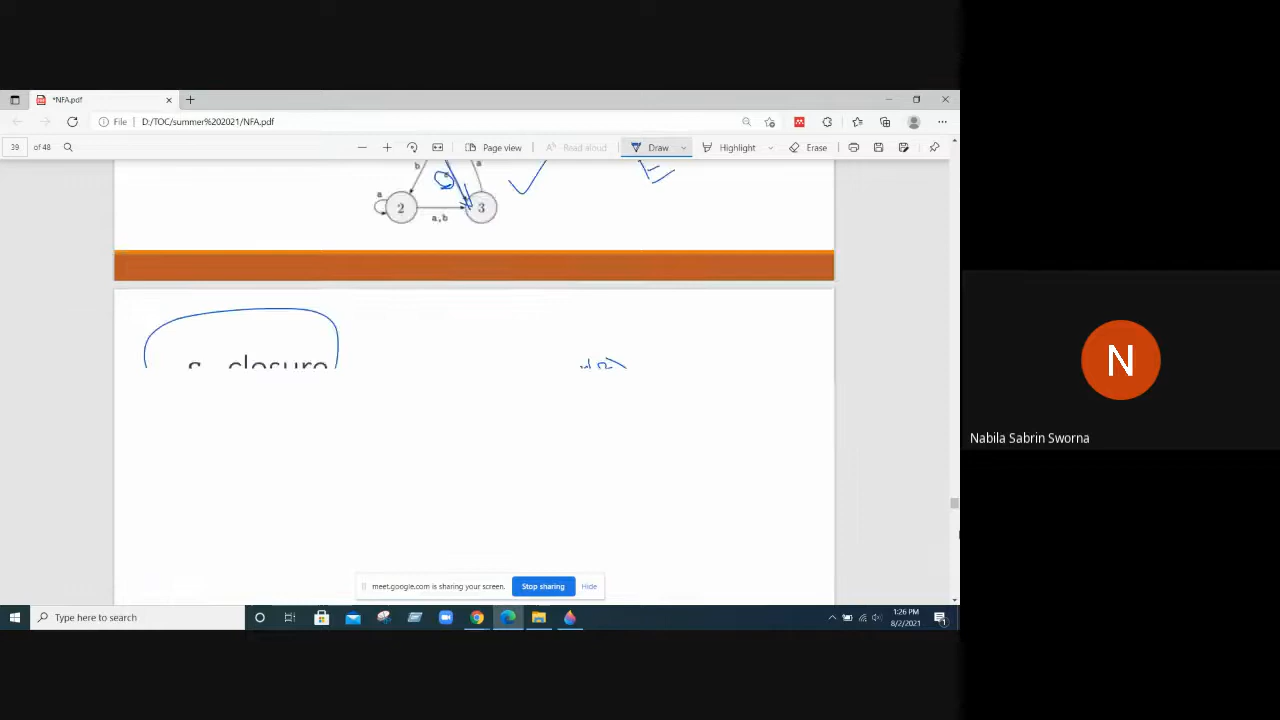 *NFA.pdf
File | D:/TOC/summer%202021/NFA.pdf
39 of 48 Page view Read aloud Draw Highlight Erase
b a
a 2 a,b 3
closure
meet.google.com is sharing your screen. Stop sharing Hide
N
Nabila Sabrin Sworna
Type here to search
1:26 PM
8/2/2021